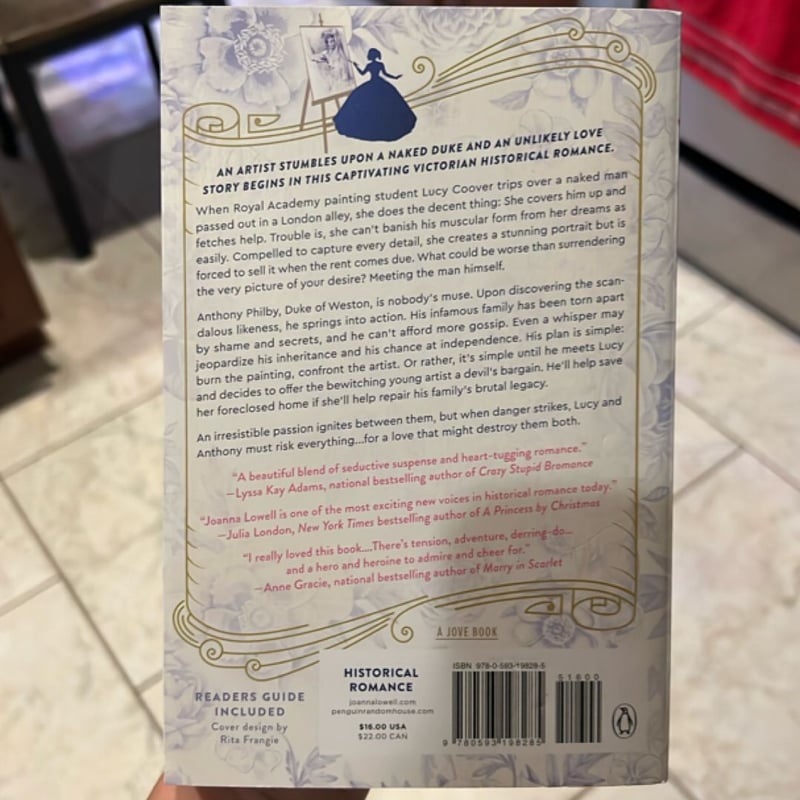 AN ARTIST STUMBLES UPON A NAKED DUKE AND AN UNLIKELY LOVE
STORY BEGINS IN THIS CAPTIVATING VICTORIAN HISTORICAL ROMANCE.
When Royal Academy painting student Lucy Coover trips over a naked man
passed out in a London alley, she does the decent thing: She covers him up and
fetches help. Trouble is, she can't banish his muscular form from her dreams as
easily. Compelled to capture every detail, she creates a stunning portrait but is
forced to sell it when the rent comes due. What could be worse than surrendering
the very picture of your desire? Meeting the man himself.
Anthony Philby, Duke of Weston, is nobody's muse. Upon discovering the scan-
dalous likeness, he springs into action. His infamous family has been torn apart
by shame and secrets, and he can't afford more gossip. Even a whisper may
jeopardize his inheritance and his chance at independence. His plan is simple:
burn the painting, confront the artist. Or rather, it's simple until he meets Lucy
and decides to offer the bewitching young artist a devil's bargain. He'll help save
her foreclosed home if she'll help repair his family's brutal legacy.
An irresistible passion ignites between them, but when danger strikes, Lucy and
Anthony must risk everything...for a love that might destroy them both.
"A beautiful blend of seductive suspense and heart-tugging romance."
—Lyssa Kay Adams, national bestselling author of Crazy Stupid Bromance
"Joanna Lowell is one of the most exciting new voices in historical romance today."
—Julia London, New York Times bestselling author of A Princess by Christmas
"I really loved this book....There's tension, adventure, derring-do...
and a hero and heroine to admire and cheer for."
—Anne Gracie, national bestselling author of Marry in Scarlet
A JOVE BOOK
READERS GUIDE
INCLUDED
Cover design by
Rita Frangie
HISTORICAL
ROMANCE
joannalowell.com
penguinrandomhouse.com
$16.00 USA
$22.00 CAN
ISBN 978-0-593-19828-5
51600
9 780593 198285